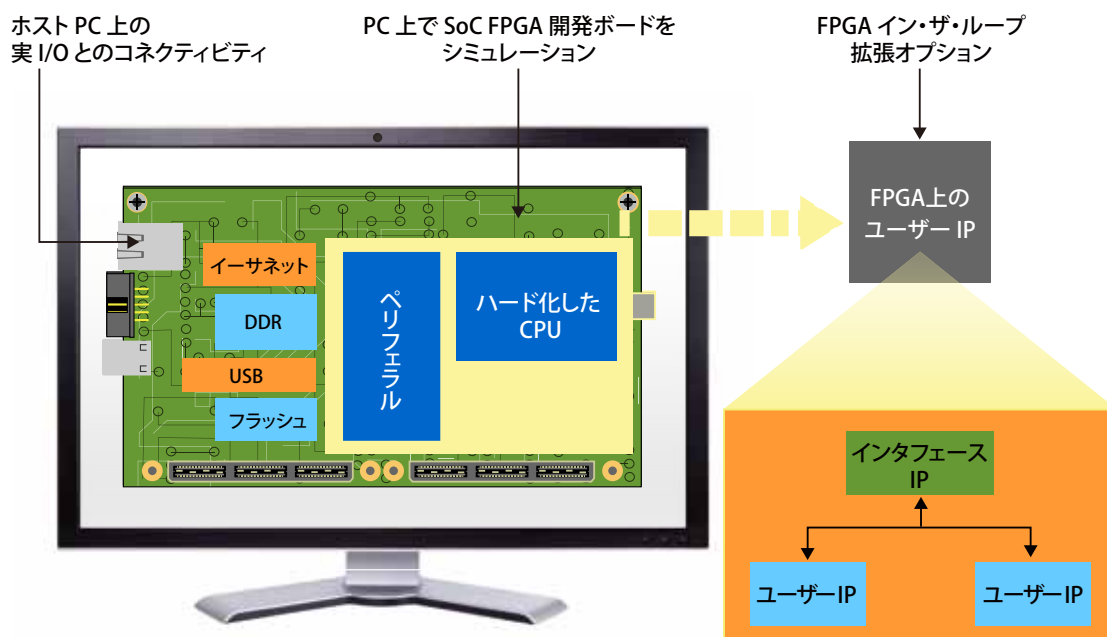 ホスト PC 上の
実 I/O とのコネクティビティ
PC 上で SoC FPGA 開発ボードを
シミュレーション
FPGA イン・ザ・ループ
拡張オプション
イーサネット
DDR
USB
フラッシュ
ペリフェラル
ハード化した
CPU
FPGA上の
ユーザー IP
インタフェース
IP
ユーザー IP
ユーザー IP